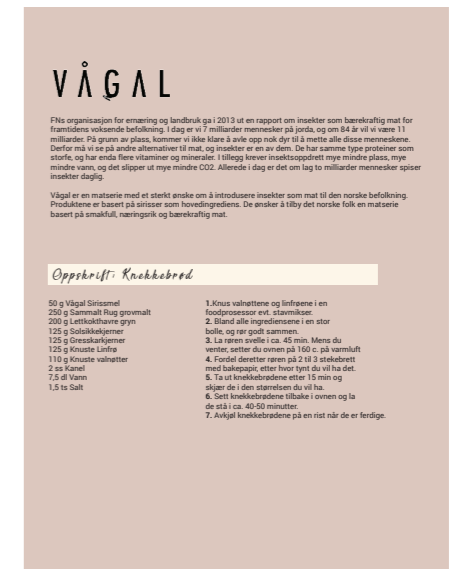 VÅGAL
FNs organisasjon for ernæring og landbruk ga i 2013 ut en rapport om insekter som bærekraftig mat for
framtidens voksende befolkning. I dag er vi 7 milliarder mennesker på jorda, og om 84 år vil vi være 11
milliarder. På grunn av plass, kommer vi ikke klare å avle opp nok dyr til å mette alle disse menneskene.
Derfor må vi se på andre alternativer til mat, og insekter er en av dem. De har samme type proteiner som
storfe, og har enda flere vitaminer og mineraler. I tillegg krever insektsoppdrett mye mindre plass, mye
mindre vann, og det slipper ut mye mindre CO2. Allerede i dag er det om lag to milliarder mennesker spiser
insekter daglig.
Vågal er en matserie med et sterkt ønske om å introdusere insekter som mat til den norske befolkning.
Produktene er basert på sirisser som hovedingrediens. De ønsker å tilby det norske folk en matserie
basert på smakfull, næringsrik og bærekraftig mat.
Oppskrift: Knekkebrød
50 g Vågal Sirissmel
250 g Sammalt Rug grovmalt
200 g Lettkokthavre gryn
125 g Solsikkekjerner
125 g Gresskarkjerner
125 g Knuste Linfrø
110 g Knuste valnøtter
2 ss Kanel
7,5 dl Vann
1,5 ts Salt
1.Knus valnøttene og linfrøene i en
foodprosessor evt. stavmikser.
2. Bland alle ingrediensene i en stor
bolle, og rør godt sammen.
3. La røren svelle i ca. 45 min. Mens du
venter, setter du ovnen på 160 c. på varmluft
4. Fordel deretter røren på 2 til 3 stekebrett
med bakepapir, etter hvor tynt du vil ha det.
5. Ta ut knekkebrødene etter 15 min og
skjær de i den størrelsen du vil ha.
6. Sett knekkebrødene tilbake i ovnen og la
de stå i ca. 40-50 minutter.
7. Avkjøl knekkebrødene på en rist når de er ferdige.